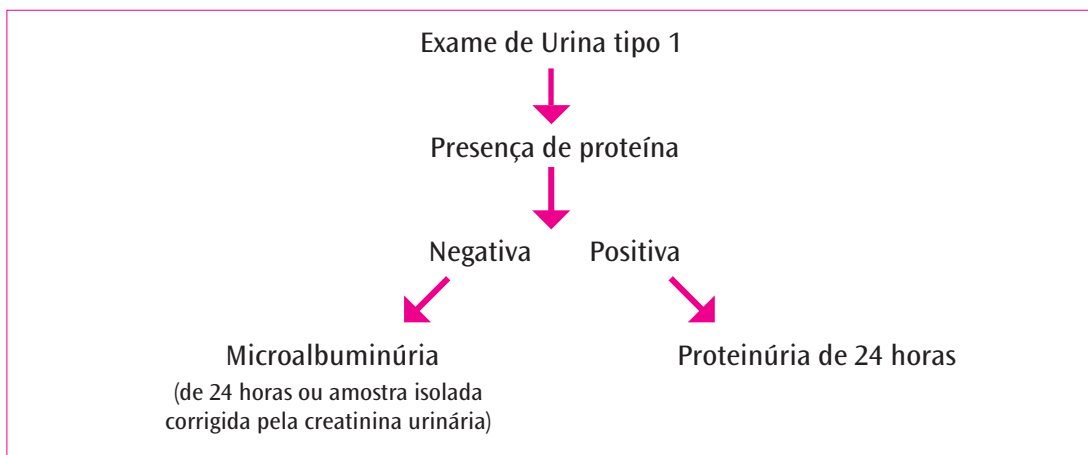 Exame de Urina tipo 1
Presença de proteína
Negativa
Positiva
Microalbuminúria
(de 24 horas ou amostra isolada
corrigida pela creatinina urinária)
Proteinúria de 24 horas